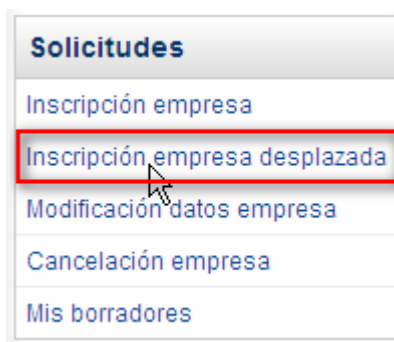 Solicitudes
Inscripción empresa
Inscripción empresa desplazada
Modificación datos empresa
Cancelación empresa
Mis borradores